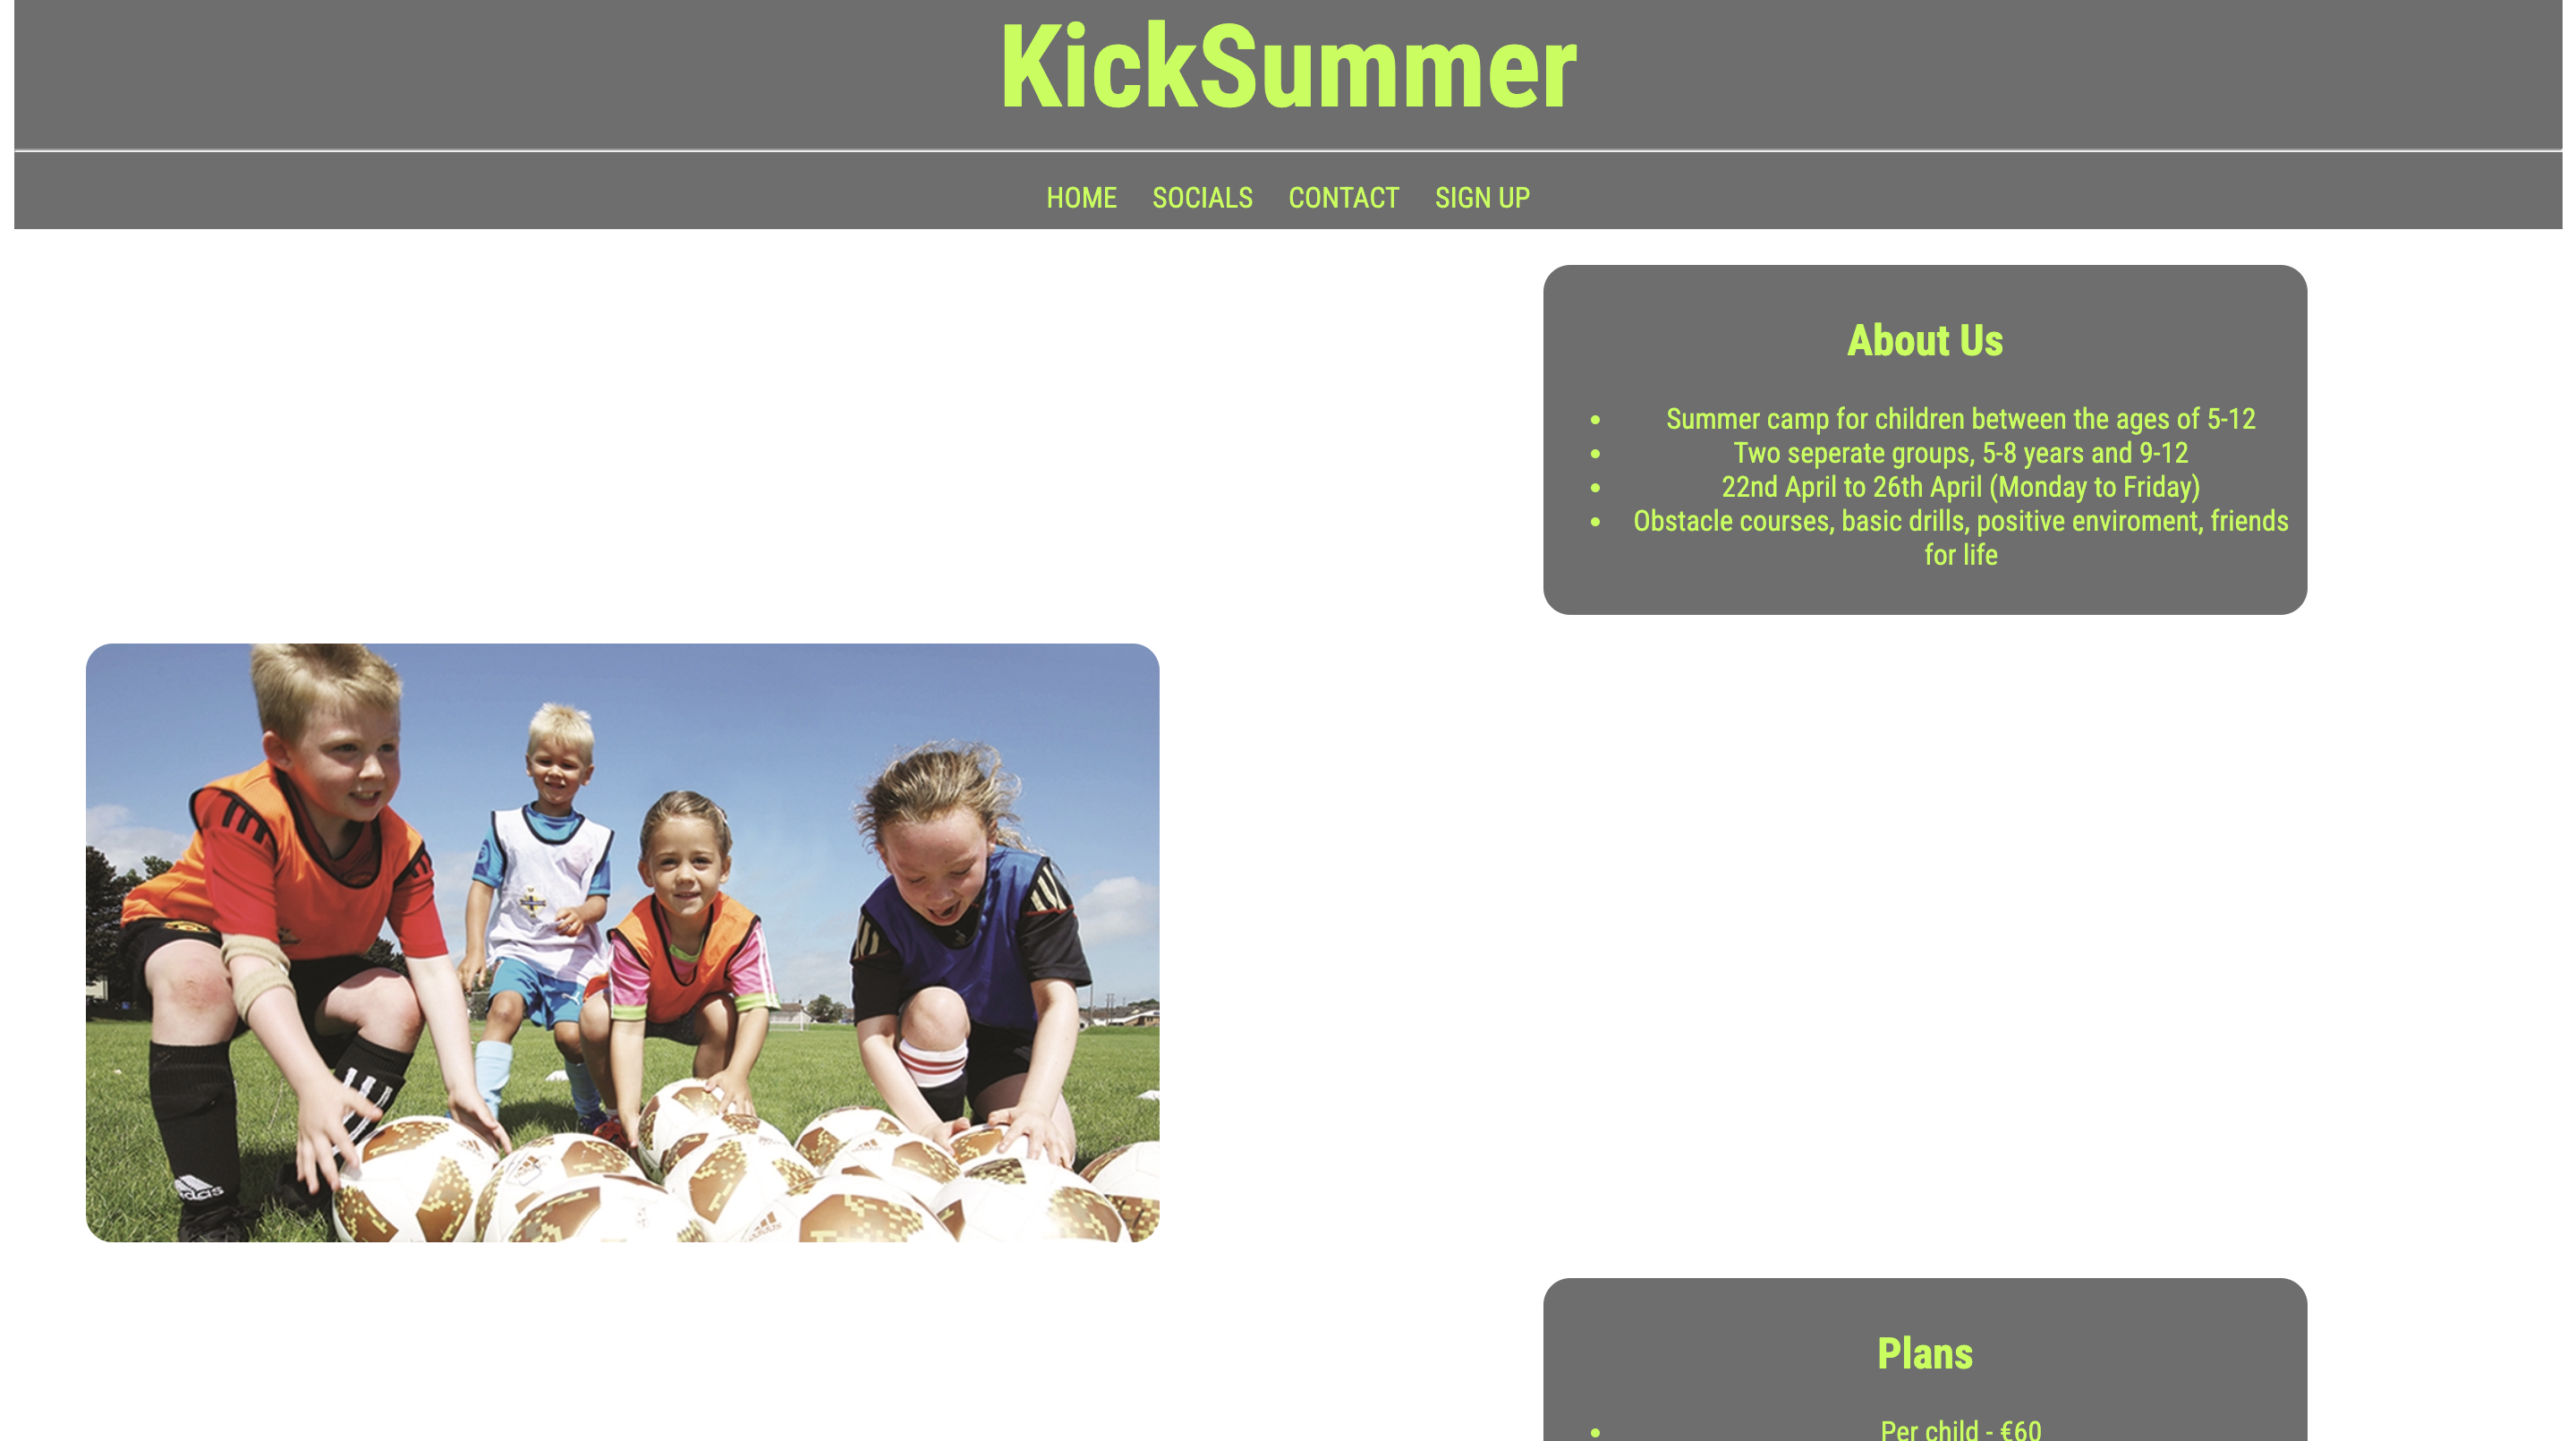 KickSummer
HOME SOCIALS CONTACT SIGN UP
About Us
• Summer camp for children between the ages of 5-12
• Two seperate groups, 5-8 years and 9-12
• 22nd April to 26th April (Monday to Friday)
• Obstacle courses, basic drills, positive enviroment, friends
for life
adidas
Plans
• Per child - €60